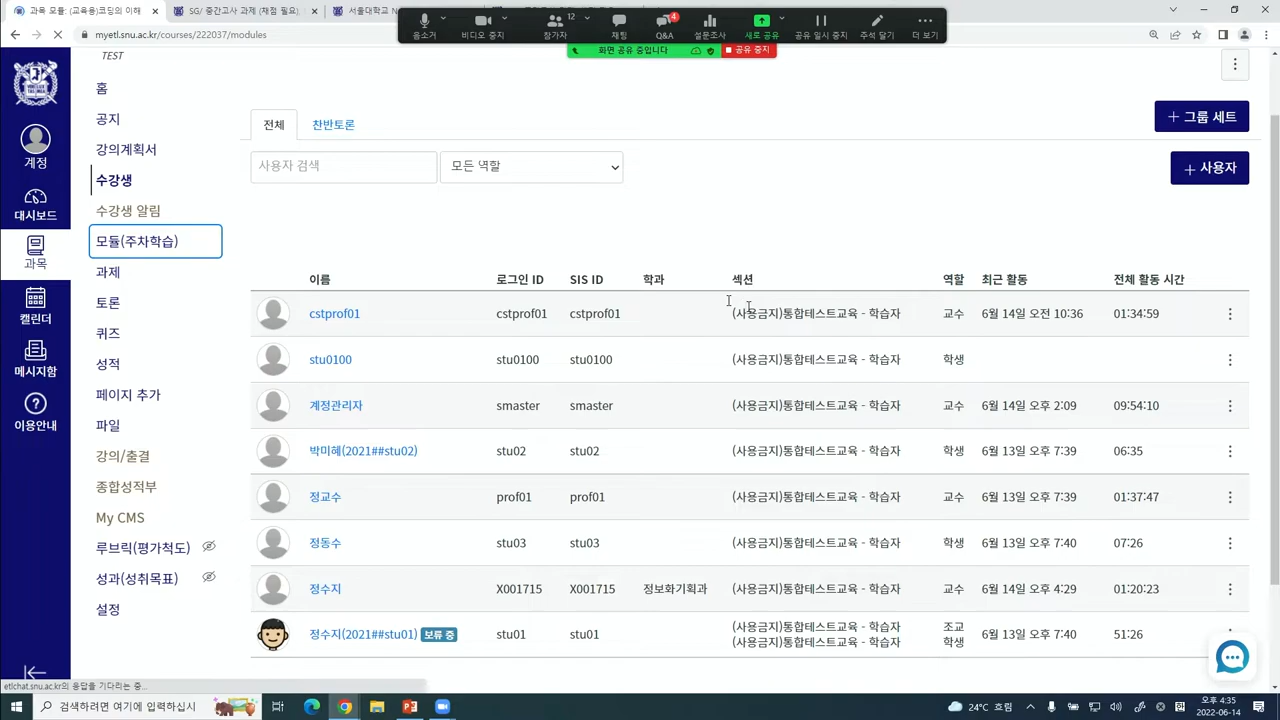 과목 모듈: (교육용)코딩의 이해
SG/ 중간고사 과제 (채점 필요).
서울대학교 N
음소거
비디오 중지
12
참가자
채팅
4
Q&A
설문조사
새로 공유
공유 일시 중지
주석 달기
더 보기
myetl.snu.ac.kr/courses/222037/modules
화면 공유 중입니다
공유 중지
TEST
계정
대시보드
과목
캘린더
메시지함
이용안내
홈
공지
강의계획서
수강생
수강생 알림
모듈(주차학습)
과제
토론
퀴즈
성적
페이지 추가
파일
강의/출결
종합성적부
My CMS
루브릭(평가척도)
성과(성취목표)
설정
전체 찬반토론
+ 그룹 세트
사용자 검색 모든 역할
+ 사용자
이름 로그인 ID SIS ID 학과 섹션 역할 최근 활동 전체 활동 시간
cstprof01 cstprof01 cstprof01 (사용금지)통합테스트교육 - 학습자 교수 6월 14일 오전 10:36 01:34:59
stu0100 stu0100 stu0100 (사용금지)통합테스트교육 - 학습자 학생
계정관리자 smaster smaster (사용금지)통합테스트교육 - 학습자 교수 6월 14일 오후 2:09 09:54:10
박미혜(2021##stu02) stu02 stu02 (사용금지)통합테스트교육 - 학습자 학생 6월 13일 오후 7:39 06:35
정교수 prof01 prof01 (사용금지)통합테스트교육 - 학습자 교수 6월 13일 오후 7:39 01:37:47
정동수 stu03 stu03 (사용금지)통합테스트교육 - 학습자 학생 6월 13일 오후 7:40 07:26
정수지 X001715 X001715 정보화기획과 (사용금지)통합테스트교육 - 학습자 교수 6월 14일 오후 4:29 01:20:23
정수지(2021##stu01) 보류 중 stu01 stu01 (사용금지)통합테스트교육 - 학습자 조교 6월 13일 오후 7:40 51:26
(사용금지)통합테스트교육 - 학습자 학생
etlchat.snu.ac.kr의 응답을 기다리는 중...
검색하려면 여기에 입력하십시오
24°C 흐림
오후 4:35
2022-06-14